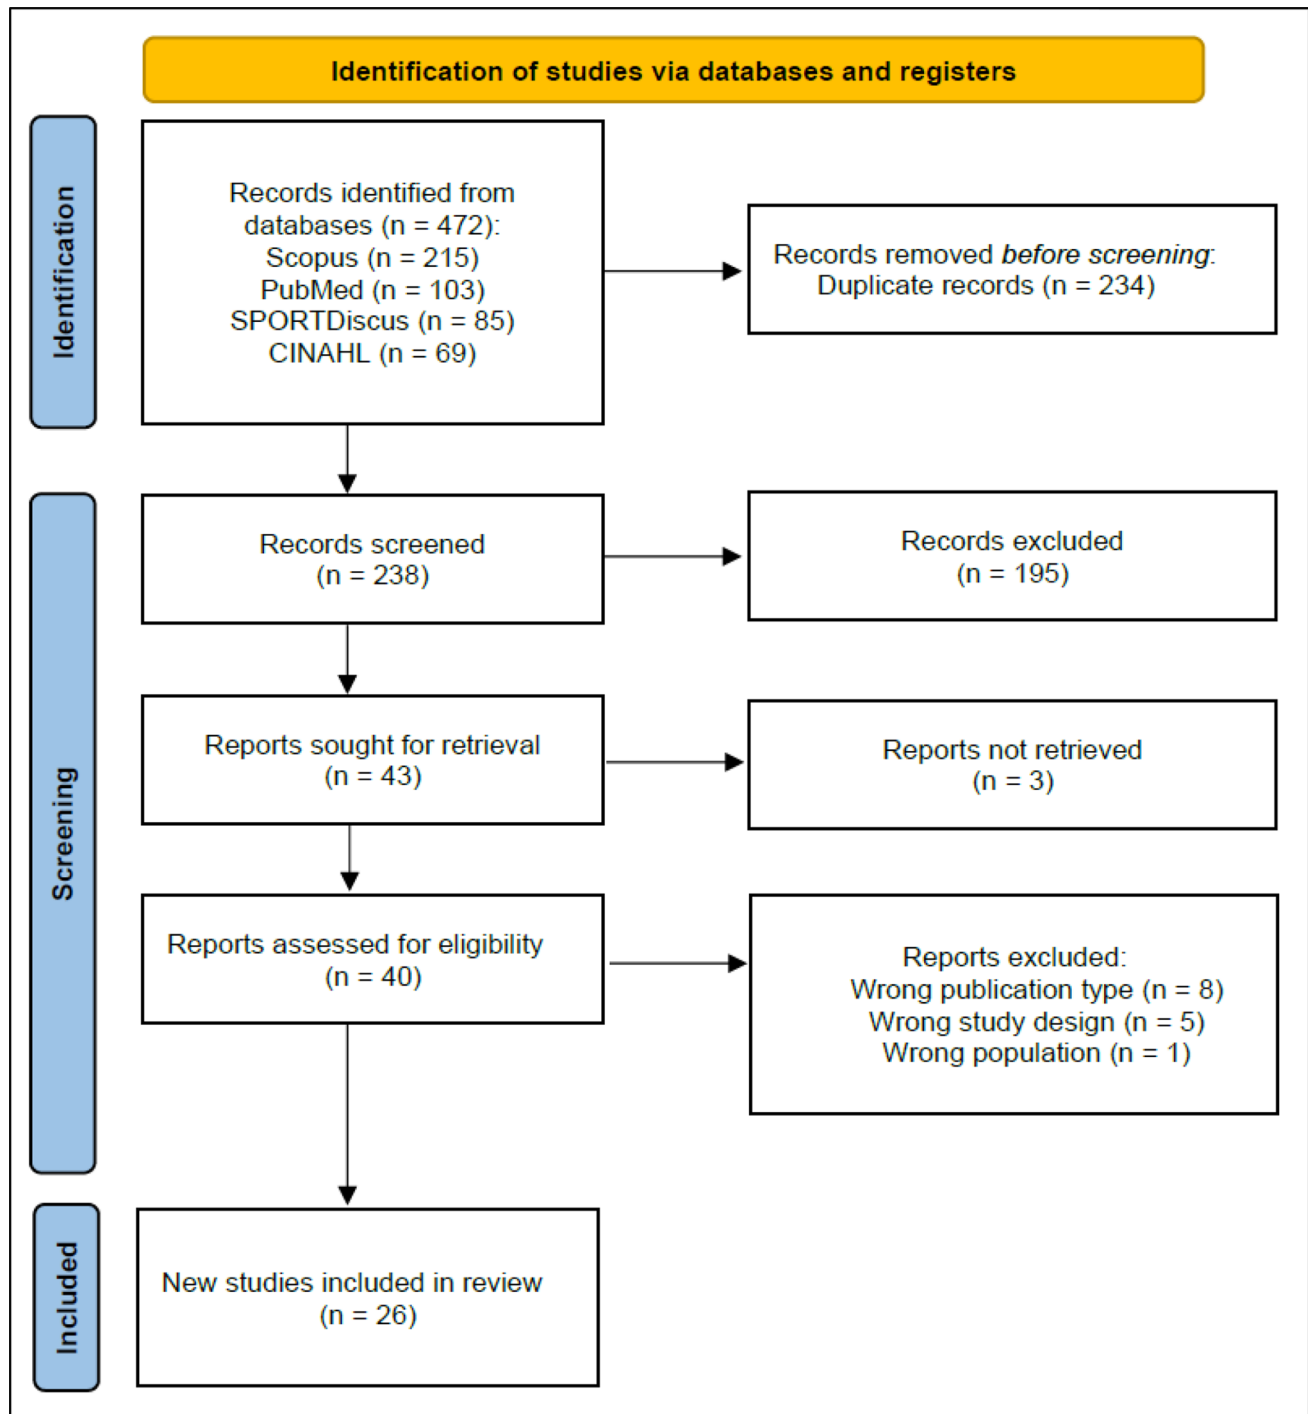 Identification of studies via databases and registers
Identification
Records identified from
databases (n = 472):
Scopus (n = 215)
PubMed (n = 103)
SPORTDiscus (n = 85)
CINAHL (n = 69)
Records removed before screening:
Duplicate records (n = 234)
Screening
Records screened
(n = 238)
Records excluded
(n = 195)
Reports sought for retrieval
(n = 43)
Reports not retrieved
(n = 3)
Reports assessed for eligibility
(n = 40)
Reports excluded:
Wrong publication type (n = 8)
Wrong study design (n = 5)
Wrong population (n = 1)
Included
New studies included in review
(n = 26)